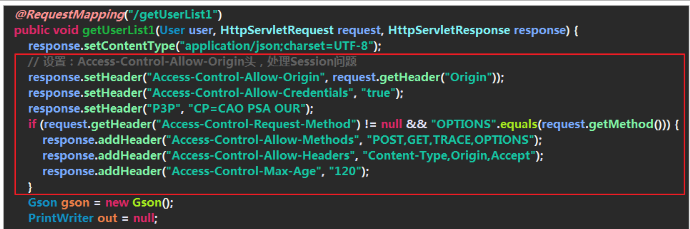 @RequestMapping("/getUserList1")
public void getUserList1(User user, HttpServletRequest request, HttpServletResponse response) {
response.setContentType("application/json;charset=UTF-8");
// 设置：Access-Control-Allow-Origin头，处理Session问题
response.setHeader("Access-Control-Allow-Origin", request.getHeader("Origin"));
response.setHeader("Access-Control-Allow-Credentials", "true");
response.setHeader("P3P", "CP=CAO PSA OUR");
if (request.getHeader("Access-Control-Request-Method") != null && "OPTIONS".equals(request.getMethod())) {
response.addHeader("Access-Control-Allow-Methods", "POST,GET,TRACE,OPTIONS");
response.addHeader("Access-Control-Allow-Headers", "Content-Type,Origin,Accept");
response.addHeader("Access-Control-Max-Age", "120");
}
Gson gson = new Gson();
PrintWriter out = null;